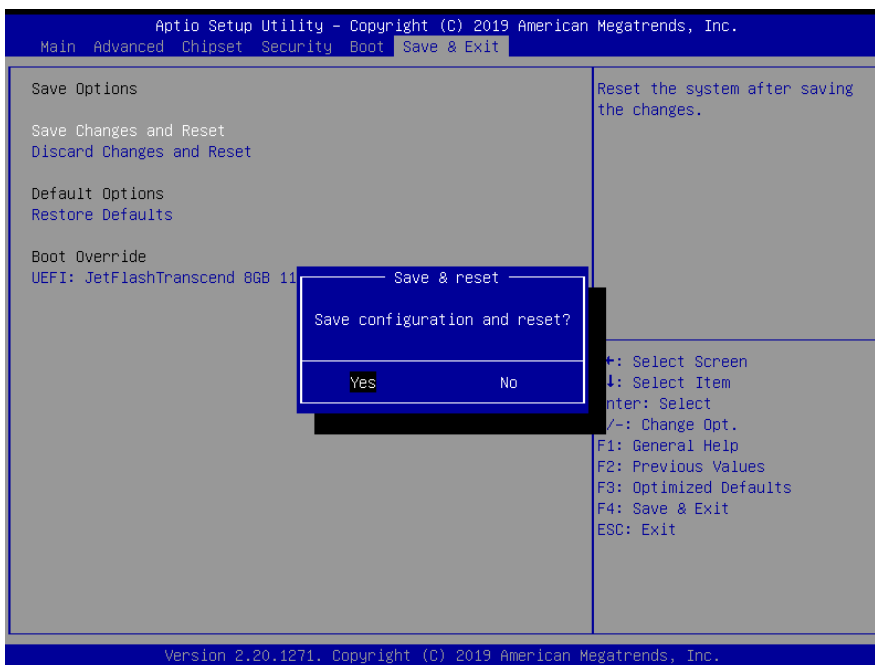 Aptio Setup Utility – Copyright (C) 2019 American Megatrends, Inc.
Main Advanced Chipset Security Boot Save & Exit
Save Options
Save Changes and Reset
Discard Changes and Reset
Default Options
Restore Defaults
Boot Override
UEFI: JetFlashTranscend 8GB 11
Save & reset
Save configuration and reset?
Yes No
Reset the system after saving
the changes.
: Select Screen
: Select Item
nter: Select
/-: Change Opt.
F1: General Help
F2: Previous Values
F3: Optimized Defaults
F4: Save & Exit
ESC: Exit
Version 2.20.1271. Copyright (C) 2019 American Megatrends, Inc.